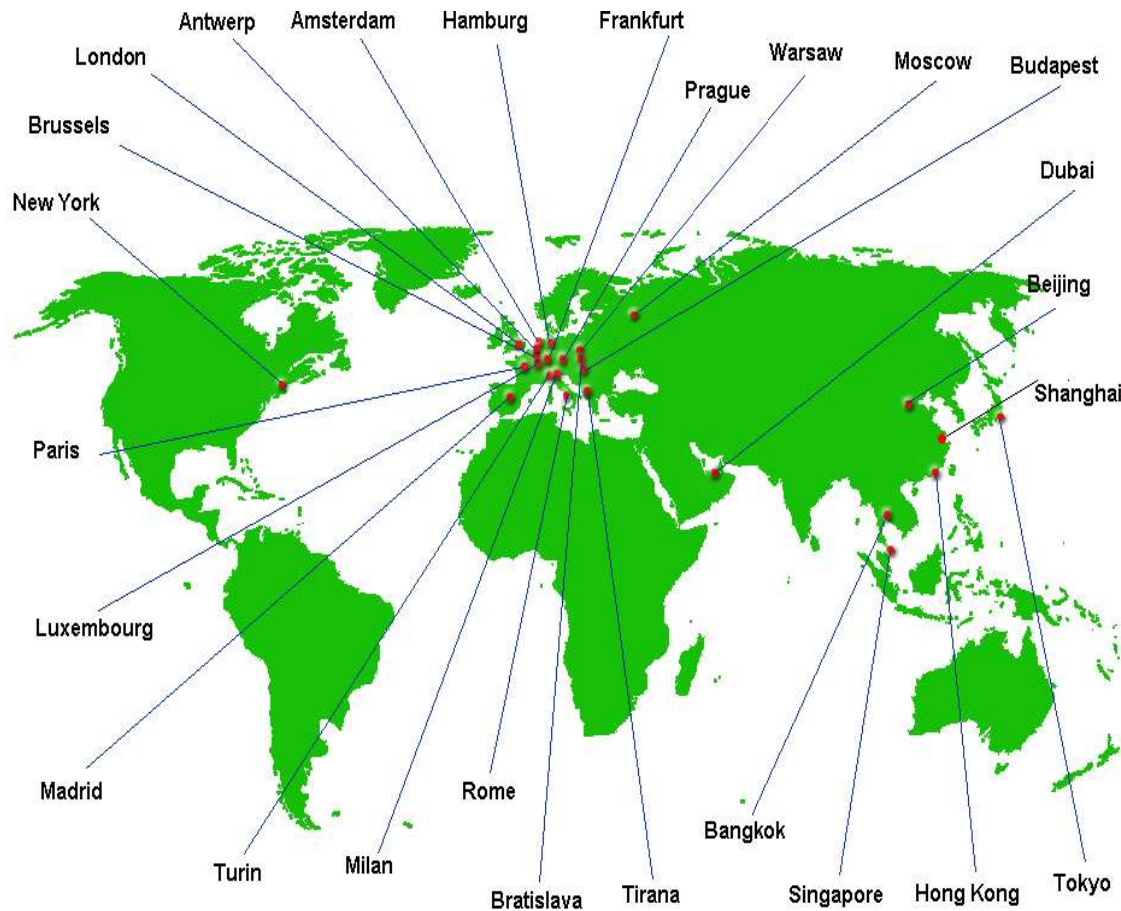 Antwerp
Amsterdam
Hamburg
Frankfurt
London
Warsaw
Moscow
Budapest
Prague
Brussels
Dubai
New York
Beijing
Shanghai
Paris
Luxembourg
Madrid
Rome
Bangkok
Turin
Milan
Bratislava
Tirana
Singapore
Hong Kong
Tokyo